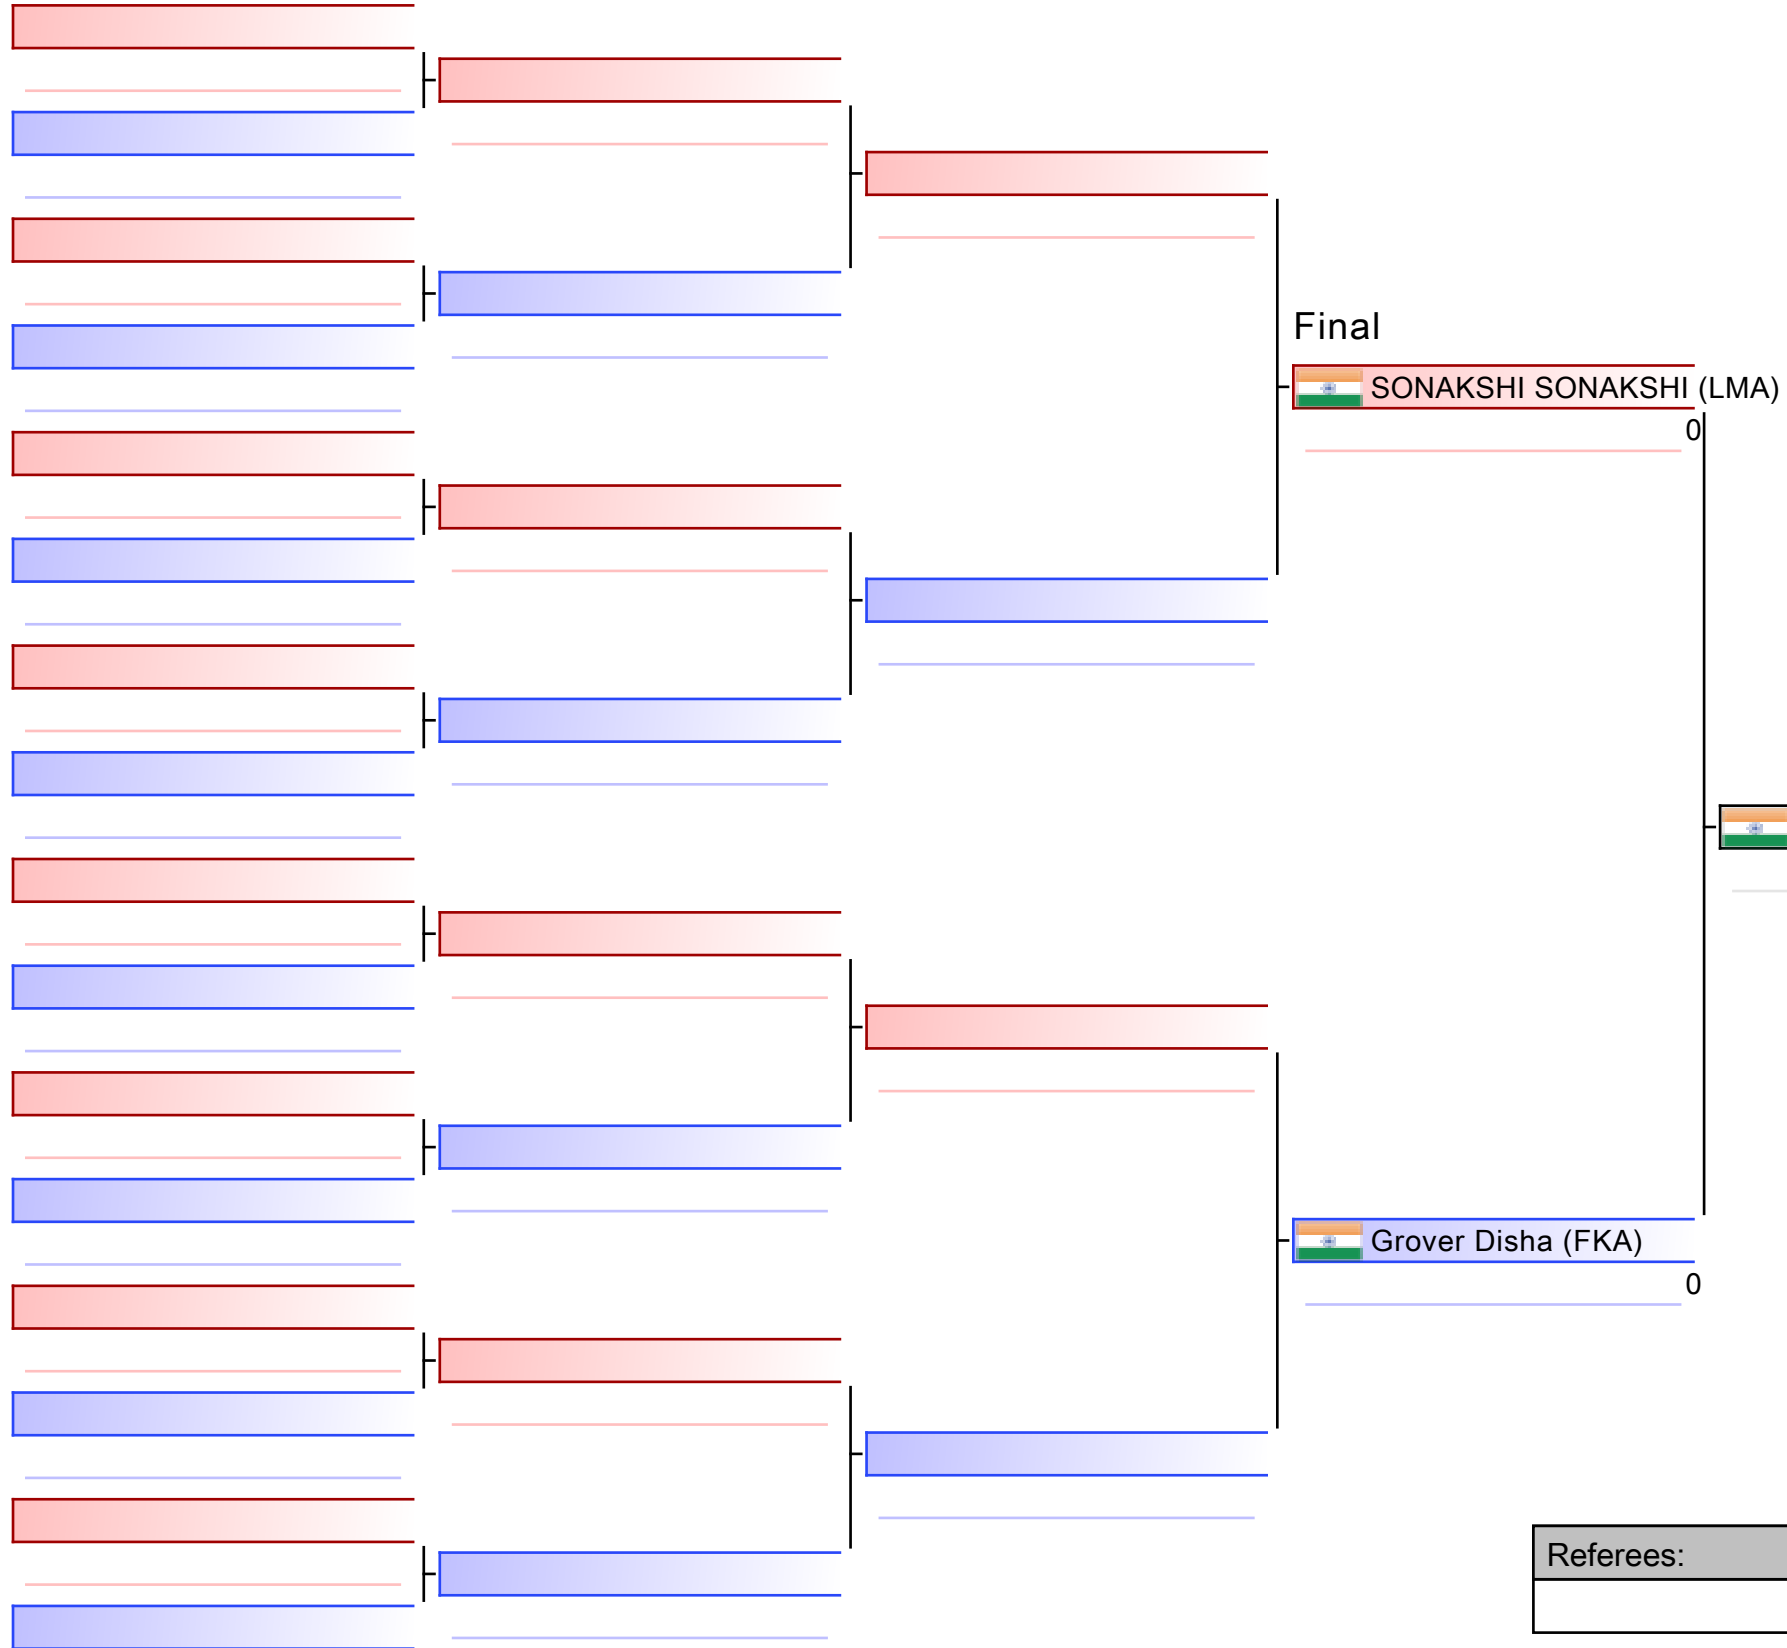 Final
SONAKSHI SONAKSHI (LMA)
0
Grover Disha (FKA)
0
Referees: